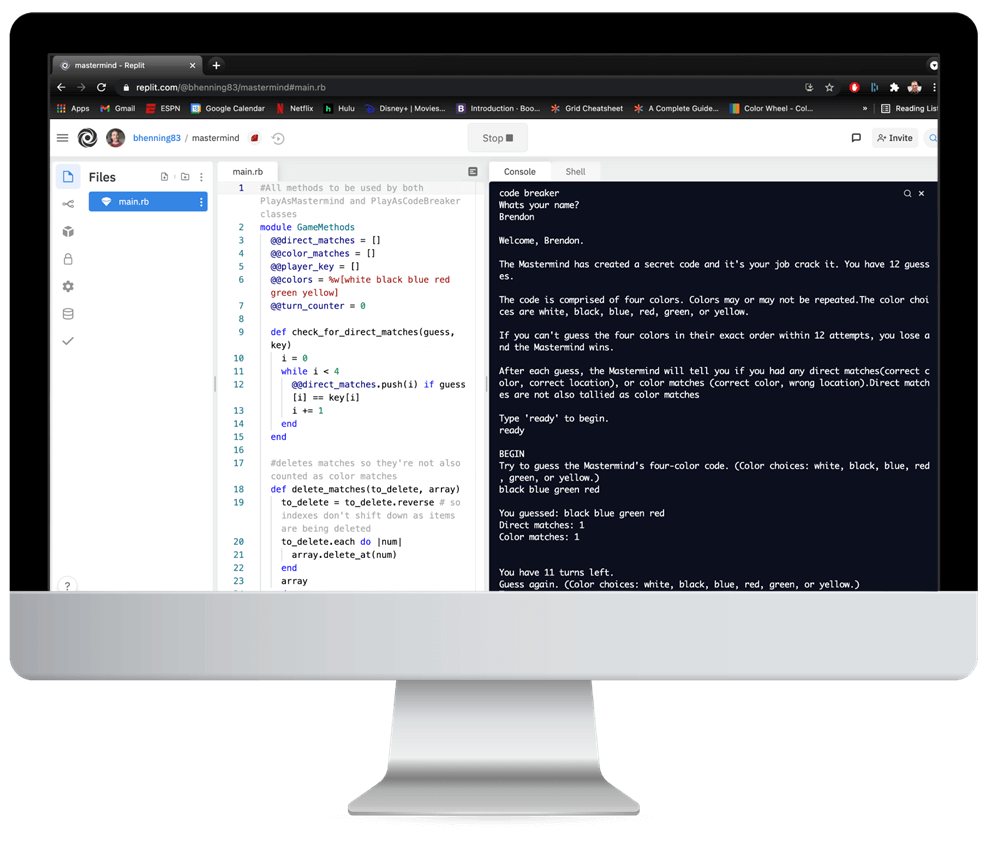 mastermind - Replit
replit.com/@bhenning83/mastermind#main.rb
Apps Gmail ESPN Google Calendar Netflix Hulu Disney+ | Movies... Introduction · Boo... Grid Cheatsheet A Complete Guide... Color Wheel - Col... » Reading List
bhenning83 / mastermind
Stop
Invite
Files
main.rb
?
main.rb
1 #All methods to be used by both
PlayAsMastermind and PlayAsCodeBreaker
classes
2 module GameMethods
3 @@direct_matches = []
4 @@color_matches = []
5 @@player_key = []
6 @@colors = %w[white black blue red
green yellow]
7 @@turn_counter = 0
8
9 def check_for_direct_matches(guess,
key)
10 i = 0
11 while i < 4
12 @@direct_matches.push(i) if guess
[i] == key[i]
13 i += 1
14 end
15 end
16
17 #deletes matches so they're not also
counted as color matches
18 def delete_matches(to_delete, array)
19 to_delete = to_delete.reverse # so
indexes don't shift down as items
are being deleted
20 to_delete.each do |num|
21 array.delete_at(num)
22 end
23 array
Console Shell
code breaker
Whats your name?
Brendon
Welcome, Brendon.
The Mastermind has created a secret code and it's your job crack it. You have 12 guess
es.
The code is comprised of four colors. Colors may or may not be repeated.The color choi
ces are white, black, blue, red, green, or yellow.
If you can't guess the four colors in their exact order within 12 attempts, you lose a
nd the Mastermind wins.
After each guess, the Mastermind will tell you if you had any direct matches(correct c
olor, correct location), or color matches (correct color, wrong location).Direct match
es are not also tallied as color matches
Type 'ready' to begin.
ready
BEGIN
Try to guess the Mastermind's four-color code. (Color choices: white, black, blue, red
, green, or yellow.)
black blue green red
You guessed: black blue green red
Direct matches: 1
Color matches: 1
You have 11 turns left.
Guess again. (Color choices: white, black, blue, red, green, or yellow.)